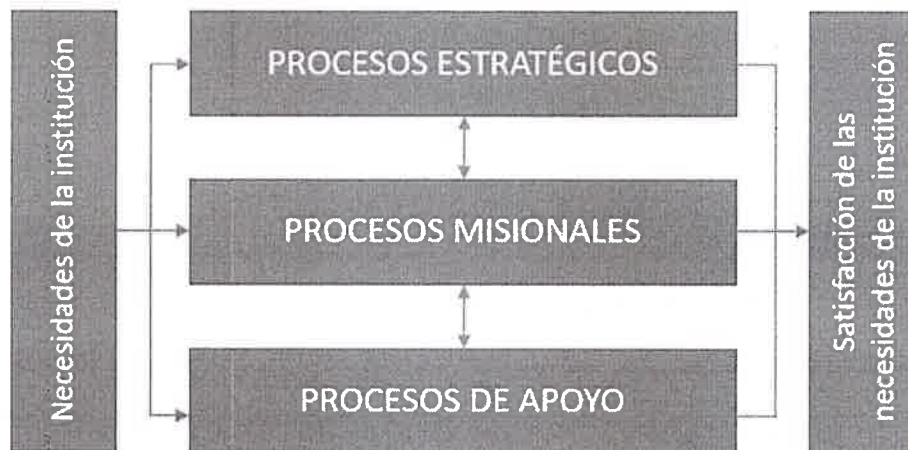 Necesidades de la institución
PROCESOS ESTRATÉGICOS
PROCESOS MISIONALES
PROCESOS DE APOYO
Satisfacción de las
necesidades de la institución